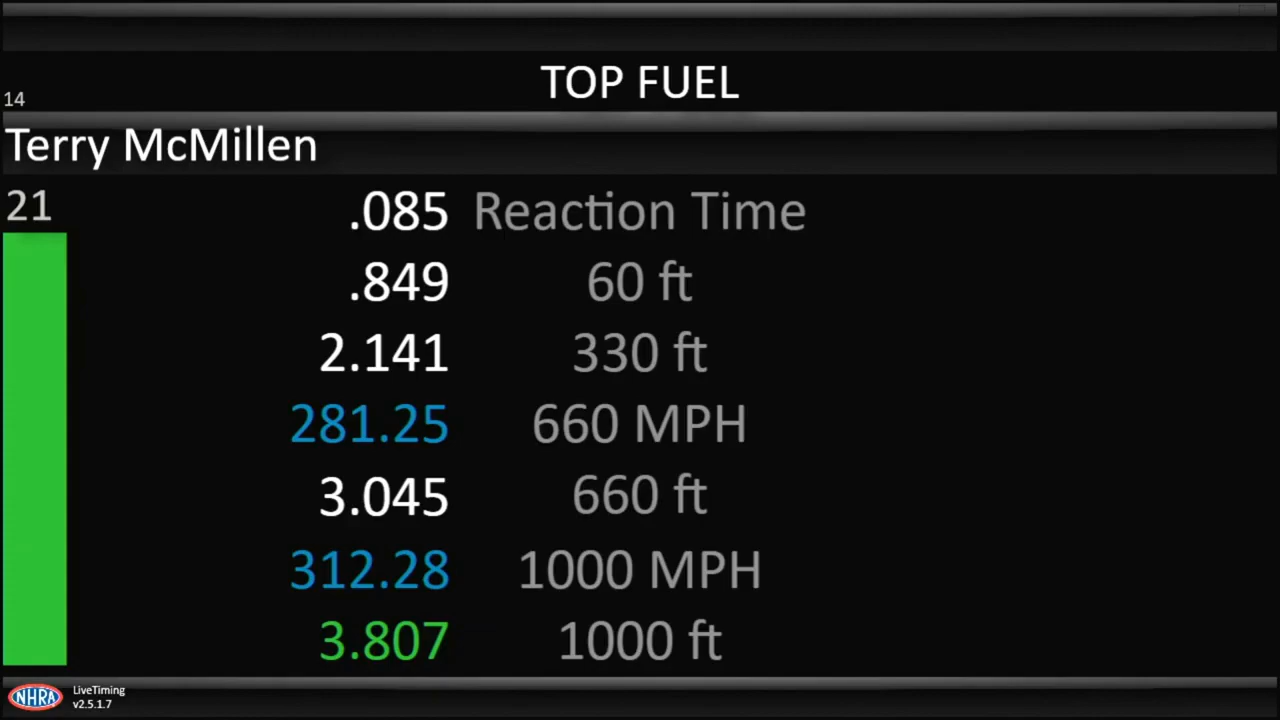 TOP FUEL
14
Terry McMillen
21
.085 Reaction Time
.849 60 ft
2.141 330 ft
281.25 660 MPH
3.045 660 ft
312.28 1000 MPH
3.807 1000 ft
NHRA
LiveTiming
v2.5.1.7